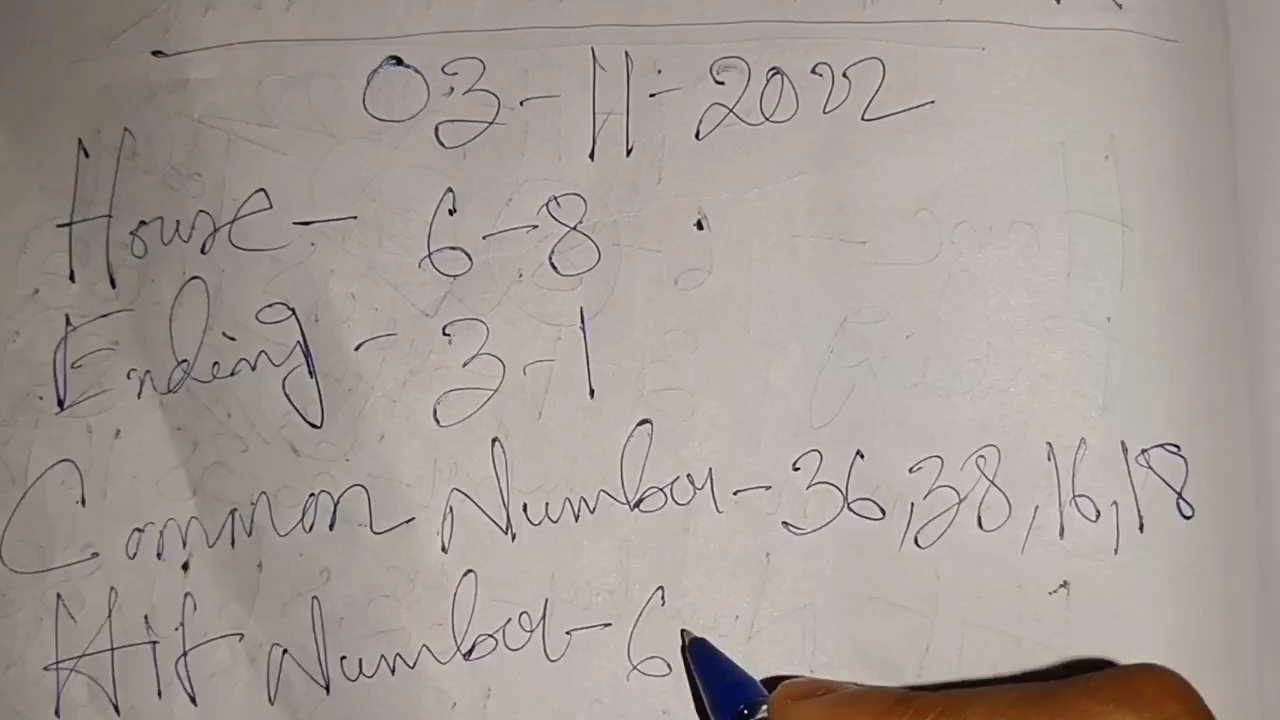 03-11-2022
House- 6-8
Ending- 3-1
Common Number-36,38,16,18
Hit Number-6